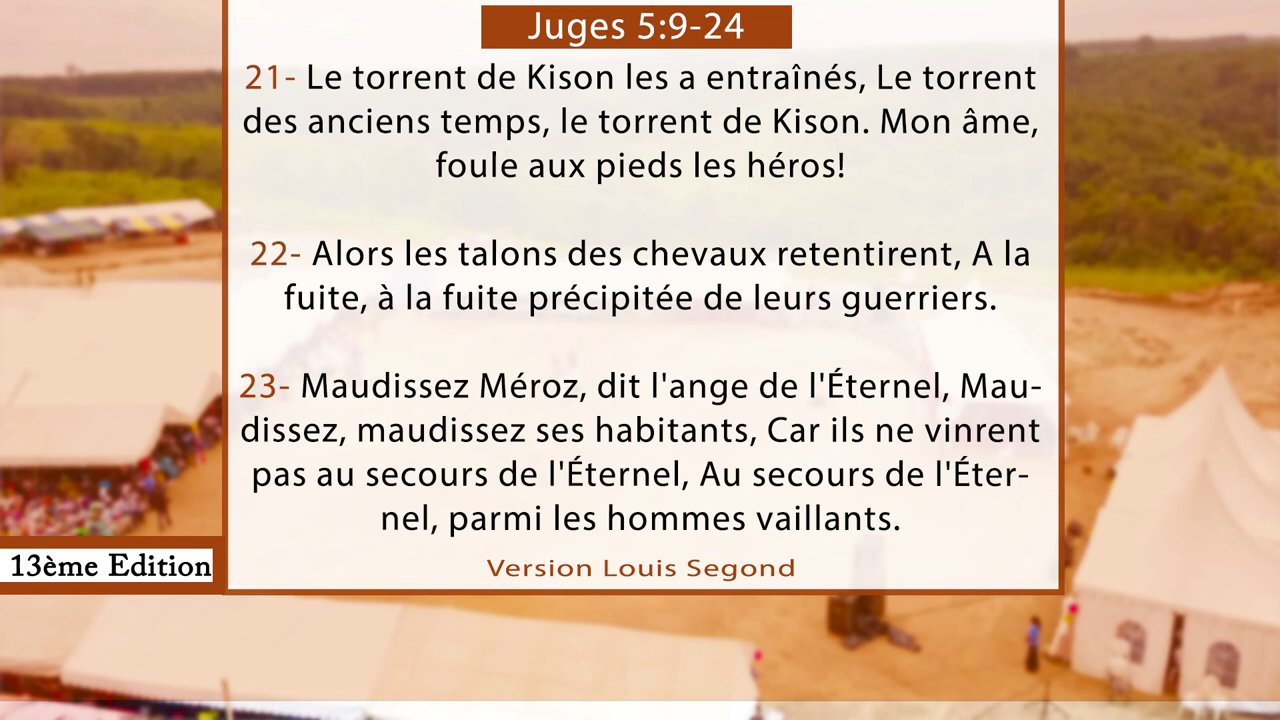 Juges 5:9-24
21- Le torrent de Kison les a entraînés, Le torrent
des anciens temps, le torrent de Kison. Mon âme,
foule aux pieds les héros!
22- Alors les talons des chevaux retentirent, A la
fuite, à la fuite précipitée de leurs guerriers.
23- Maudissez Méroz, dit l'ange de l'Éternel, Mau-
dissez, maudissez ses habitants, Car ils ne vinrent
pas au secours de l'Éternel, Au secours de l'Éter-
nel, parmi les hommes vaillants.
13ème Edition
Version Louis Segond